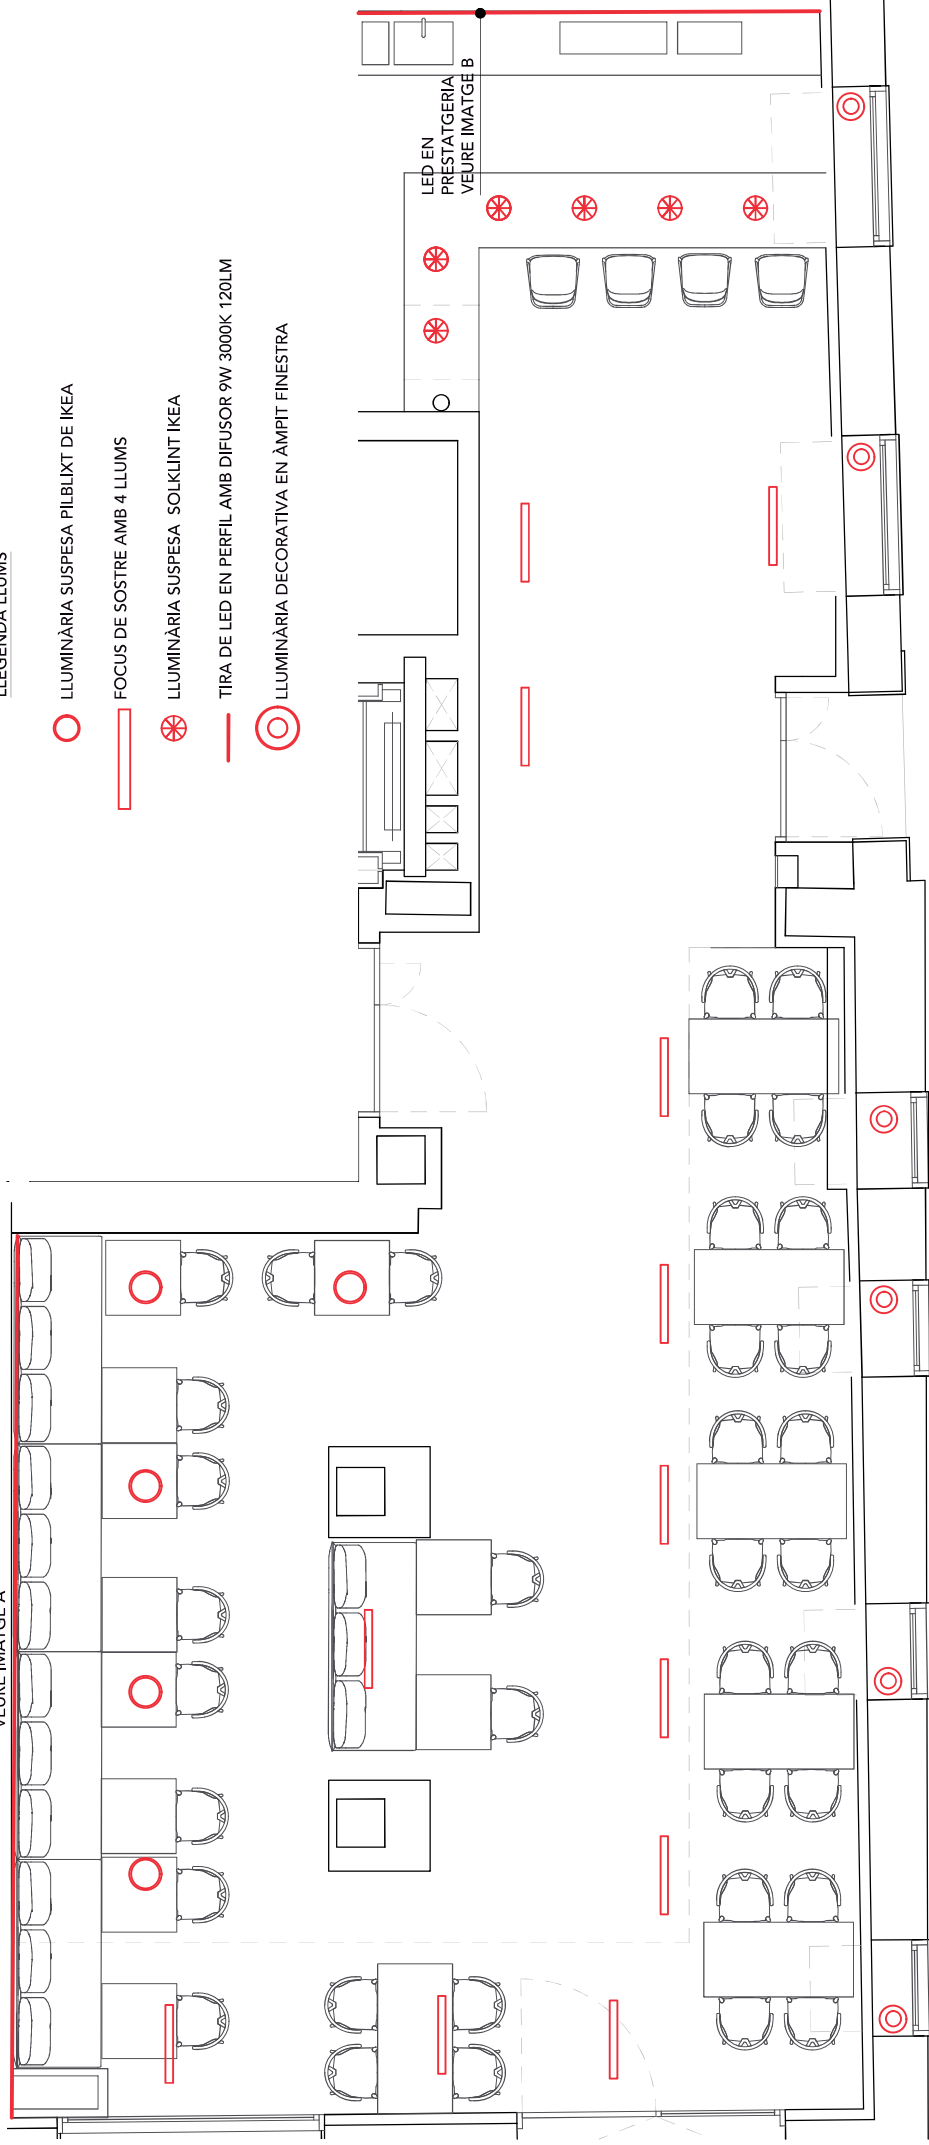 LLEGENDA LLUMS
LLUMINÀRIA SUSPESA PILBLIXT DE IKEA
FOCUS DE SOSTRE AMB 4 LLUMS
LLUMINÀRIA SUSPESA SOLKLINT IKEA
TIRA DE LED EN PERFIL AMB DIFUSOR 9W 3000K 120LM
LLUMINÀRIA DECORATIVA EN ÀMPIT FINESTRA
LED EN
PRESTATGERIA
VEURE IMATGE B
VEURE IMATGE A